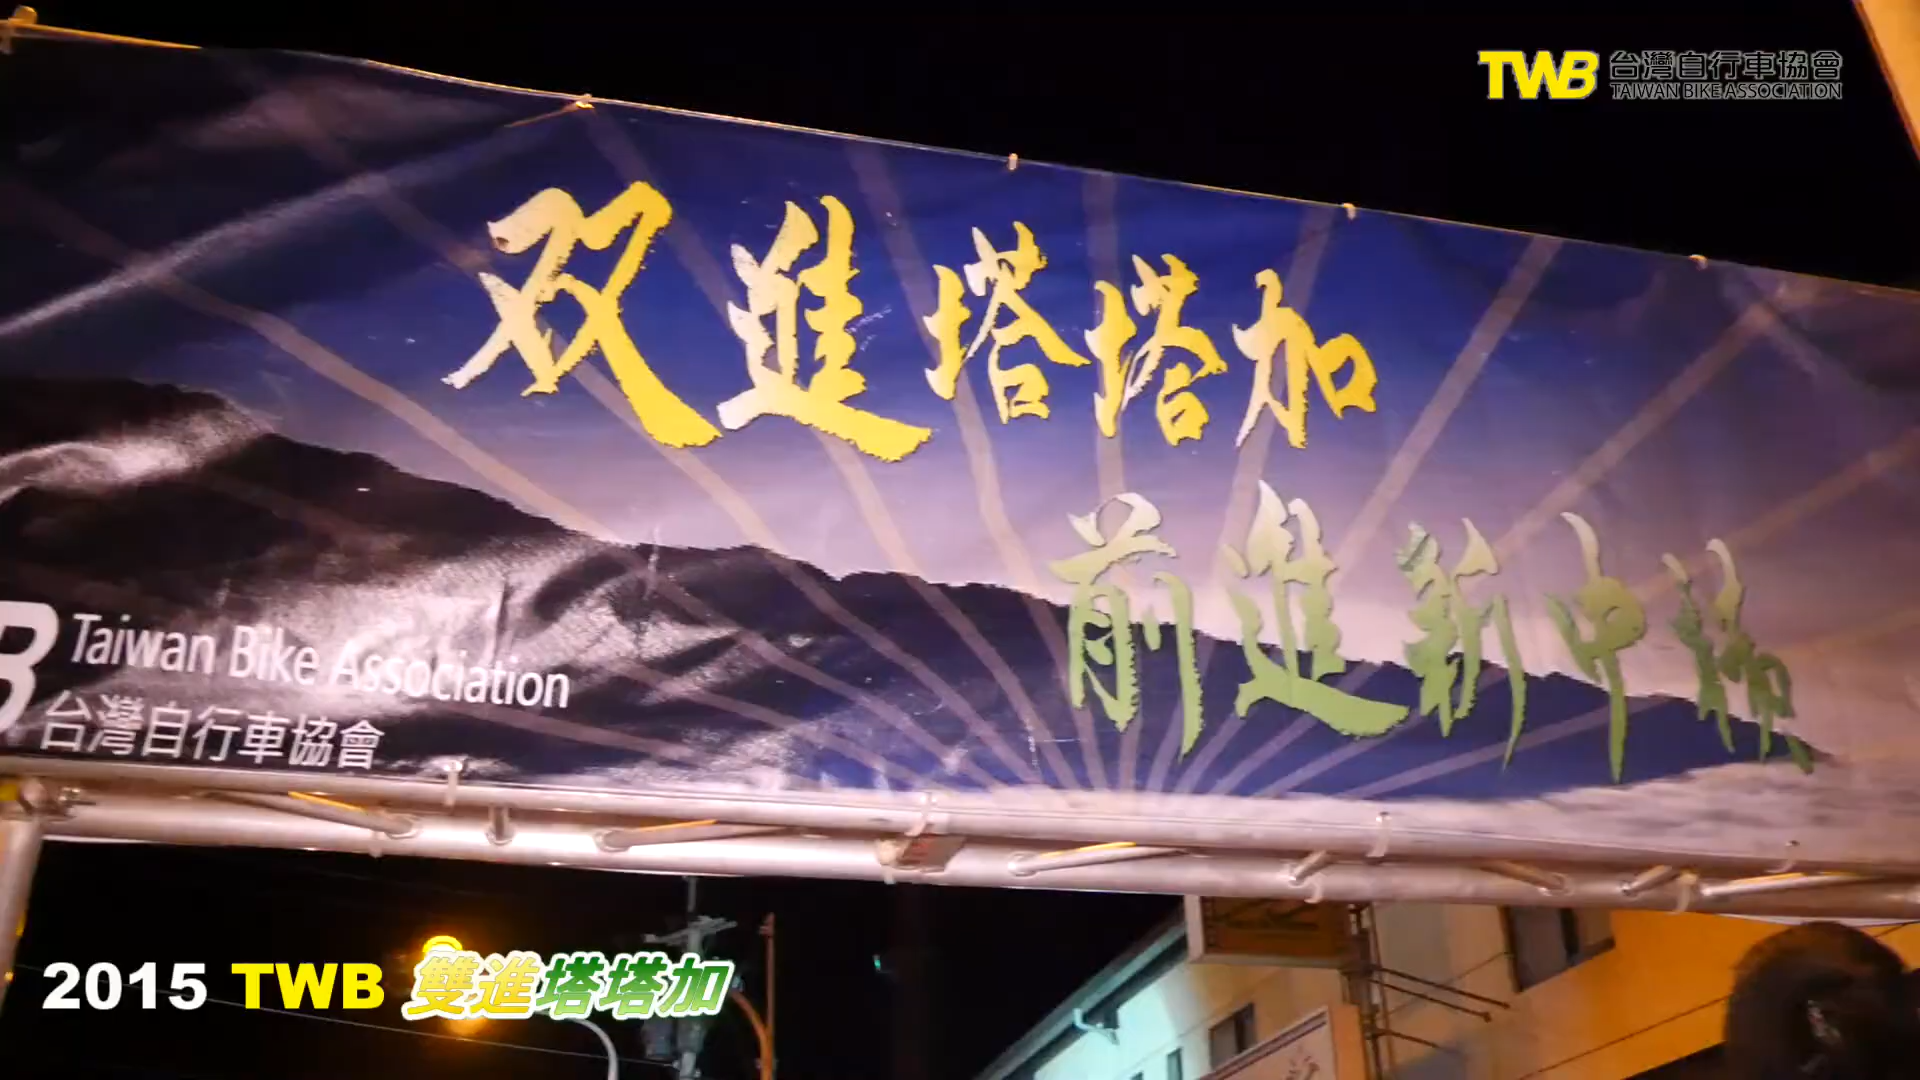 TWB 台灣自行車協會
TAIWAN BIKE ASSOCIATION
双進塔塔加
前進新中橫
B Taiwan Bike Association
台灣自行車協會
2015 TWB 雙進塔塔加